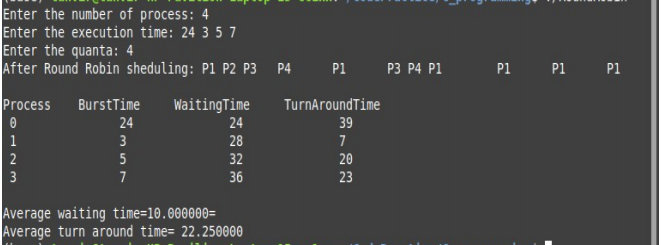 Enter the number of process: 4
Enter the execution time: 24 3 5 7
Enter the quanta: 4
After Round Robin sheduling: P1 P2 P3 P4 P1 P3 P4 P1 P1 P1 P1
Process BurstTime WaitingTime TurnAroundTime
0 24 24 39
1 3 28 7
2 5 32 20
3 7 36 23
Average waiting time=10.000000=
Average turn around time= 22.250000